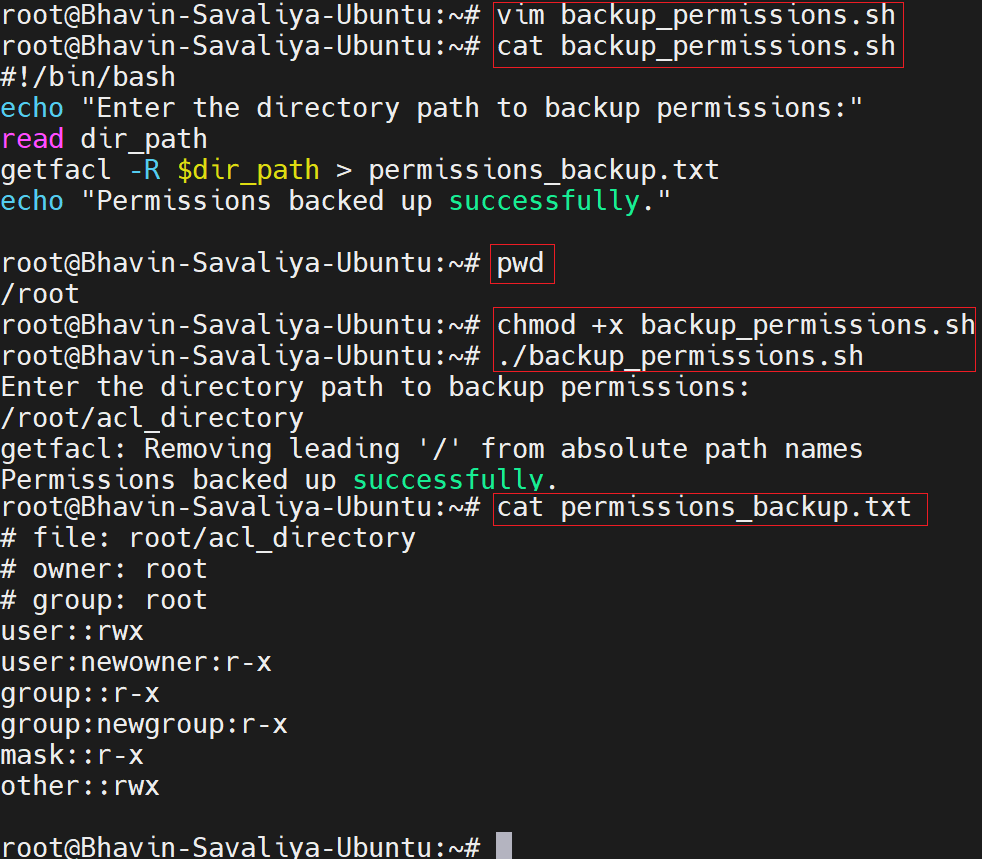 root@Bhavin-Savaliya-Ubuntu:~# vim backup_permissions.sh
root@Bhavin-Savaliya-Ubuntu:~# cat backup_permissions.sh
#!/bin/bash
echo "Enter the directory path to backup permissions:"
read dir_path
getfacl -R $dir_path > permissions_backup.txt
echo "Permissions backed up successfully."
root@Bhavin-Savaliya-Ubuntu:~# pwd
/root
root@Bhavin-Savaliya-Ubuntu:~# chmod +x backup_permissions.sh
root@Bhavin-Savaliya-Ubuntu:~# ./backup_permissions.sh
Enter the directory path to backup permissions:
/root/acl_directory
getfacl: Removing leading '/' from absolute path names
Permissions backed up successfully.
root@Bhavin-Savaliya-Ubuntu:~# cat permissions_backup.txt
# file: root/acl_directory
# owner: root
# group: root
user::rwx
user:newowner:r-x
group::r-x
group:newgroup:r-x
mask::r-x
other::rwx
root@Bhavin-Savaliya-Ubuntu:~#